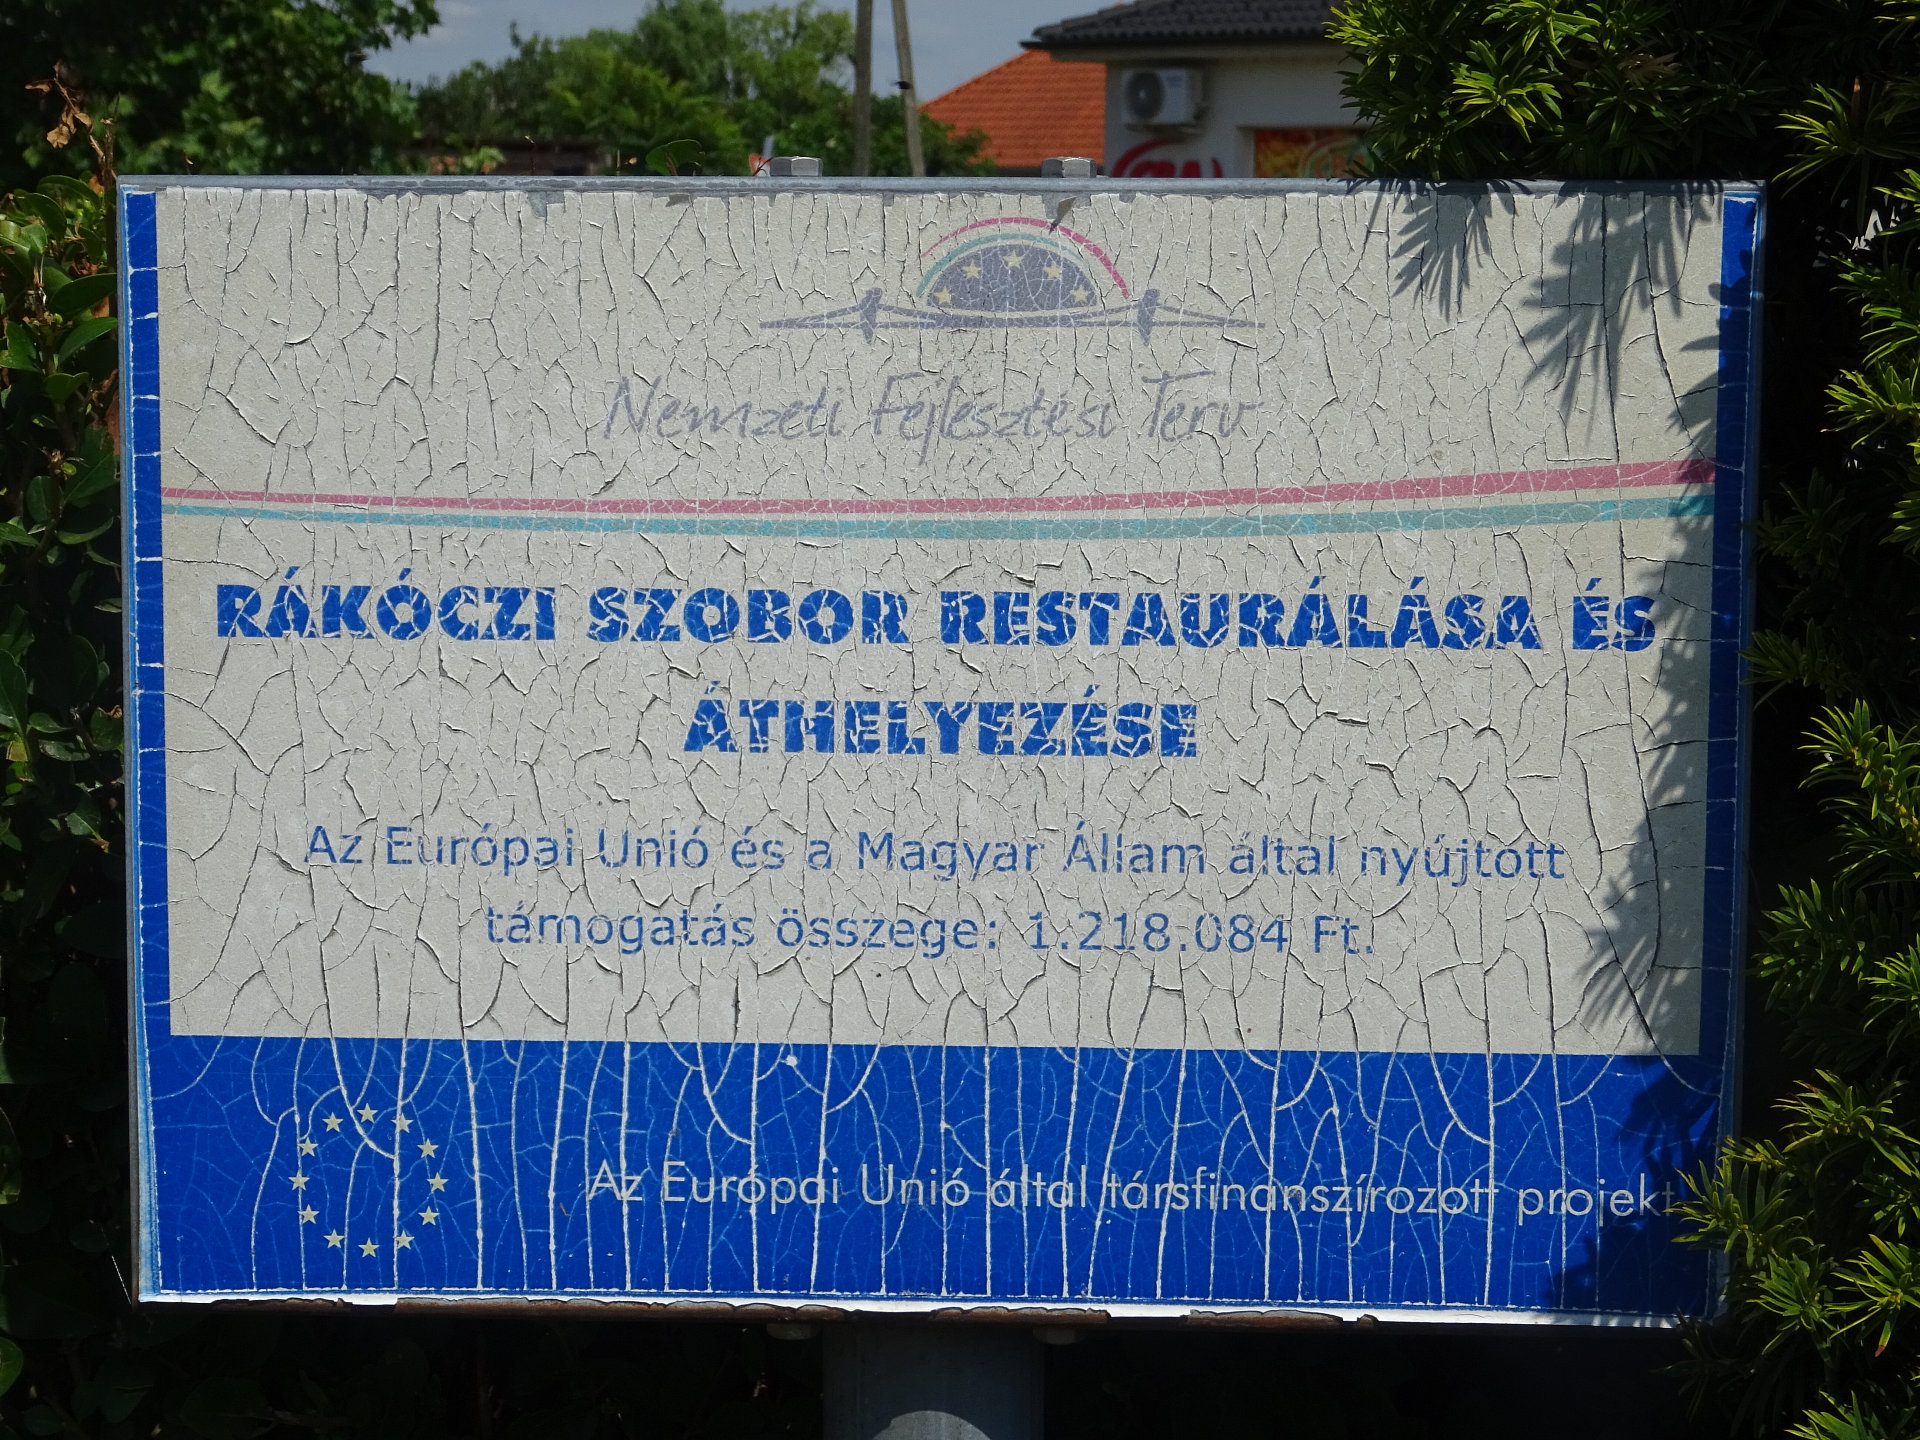 Nemzeti Fejlesztési Terv
RÁKÓCZI SZOBOR RESTAURÁLÁSA ÉS
ÁTHELYEZÉSE
Az Európai Unió és a Magyar Állam által nyújtott
támogatás összege: 1.218.084 Ft.
Az Európai Unió által társfinanszírozott projekt